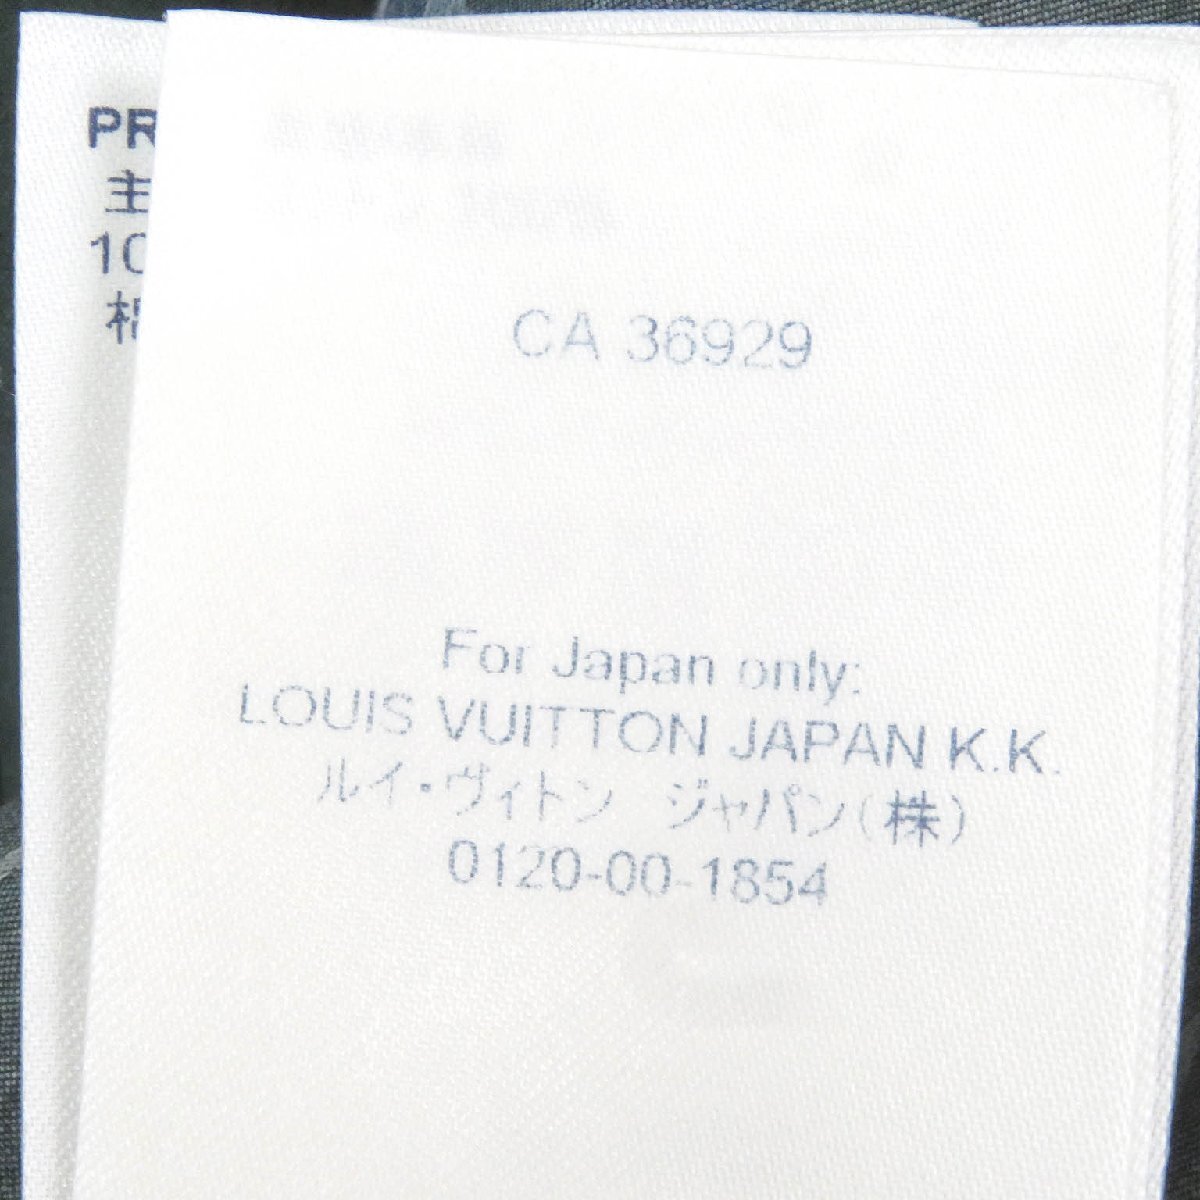 PR
主
10
CA 36929
For Japan only:
LOUIS VUITTON JAPAN K.K.
ルイ・ヴィトン　ジャパン(株)
0120-00-1854